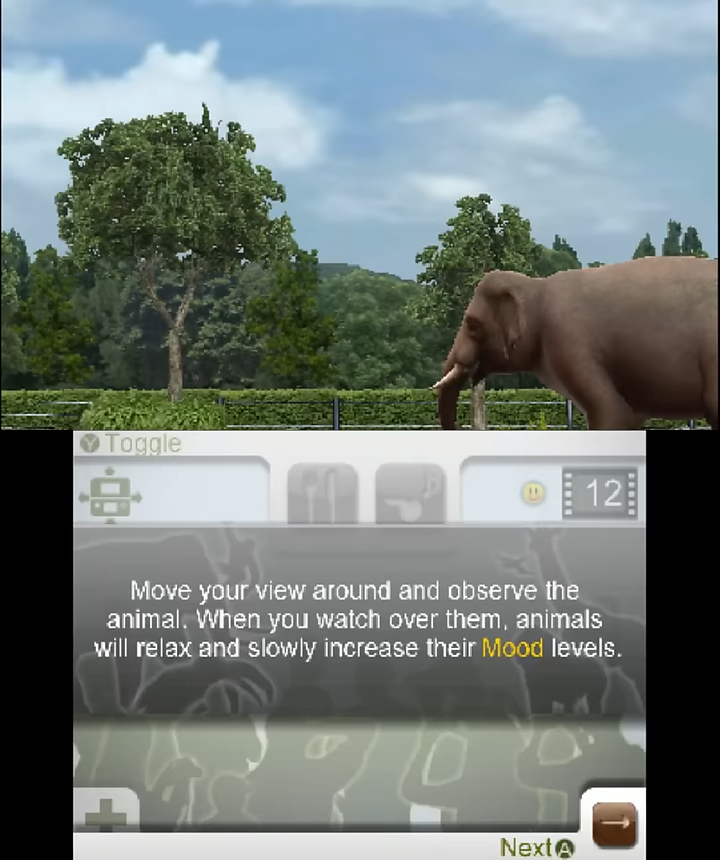 Y Toggle
12
Move your view around and observe the
animal. When you watch over them, animals
will relax and slowly increase their Mood levels.
Next A